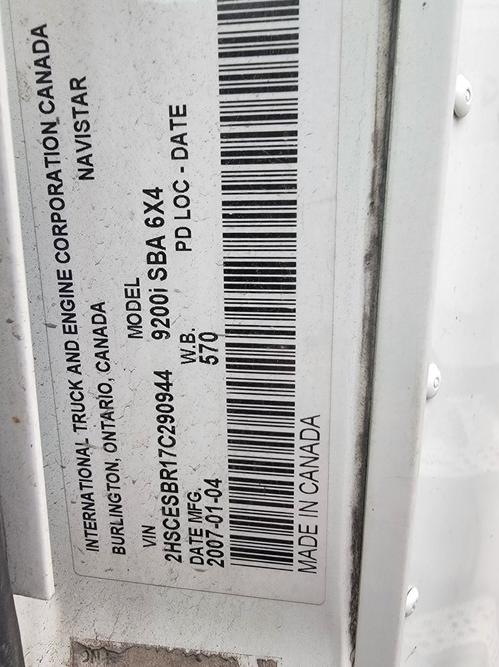 INTERNATIONAL TRUCK AND ENGINE CORPORATION CANADA
NAVISTAR
BURLINGTON, ONTARIO, CANADA
VIN MODEL
2HSCESBR17C290944 9200i SBA 6X4
DATE MFG. W.B. PD LOC - DATE
2007-01-04 570
MADE IN CANADA